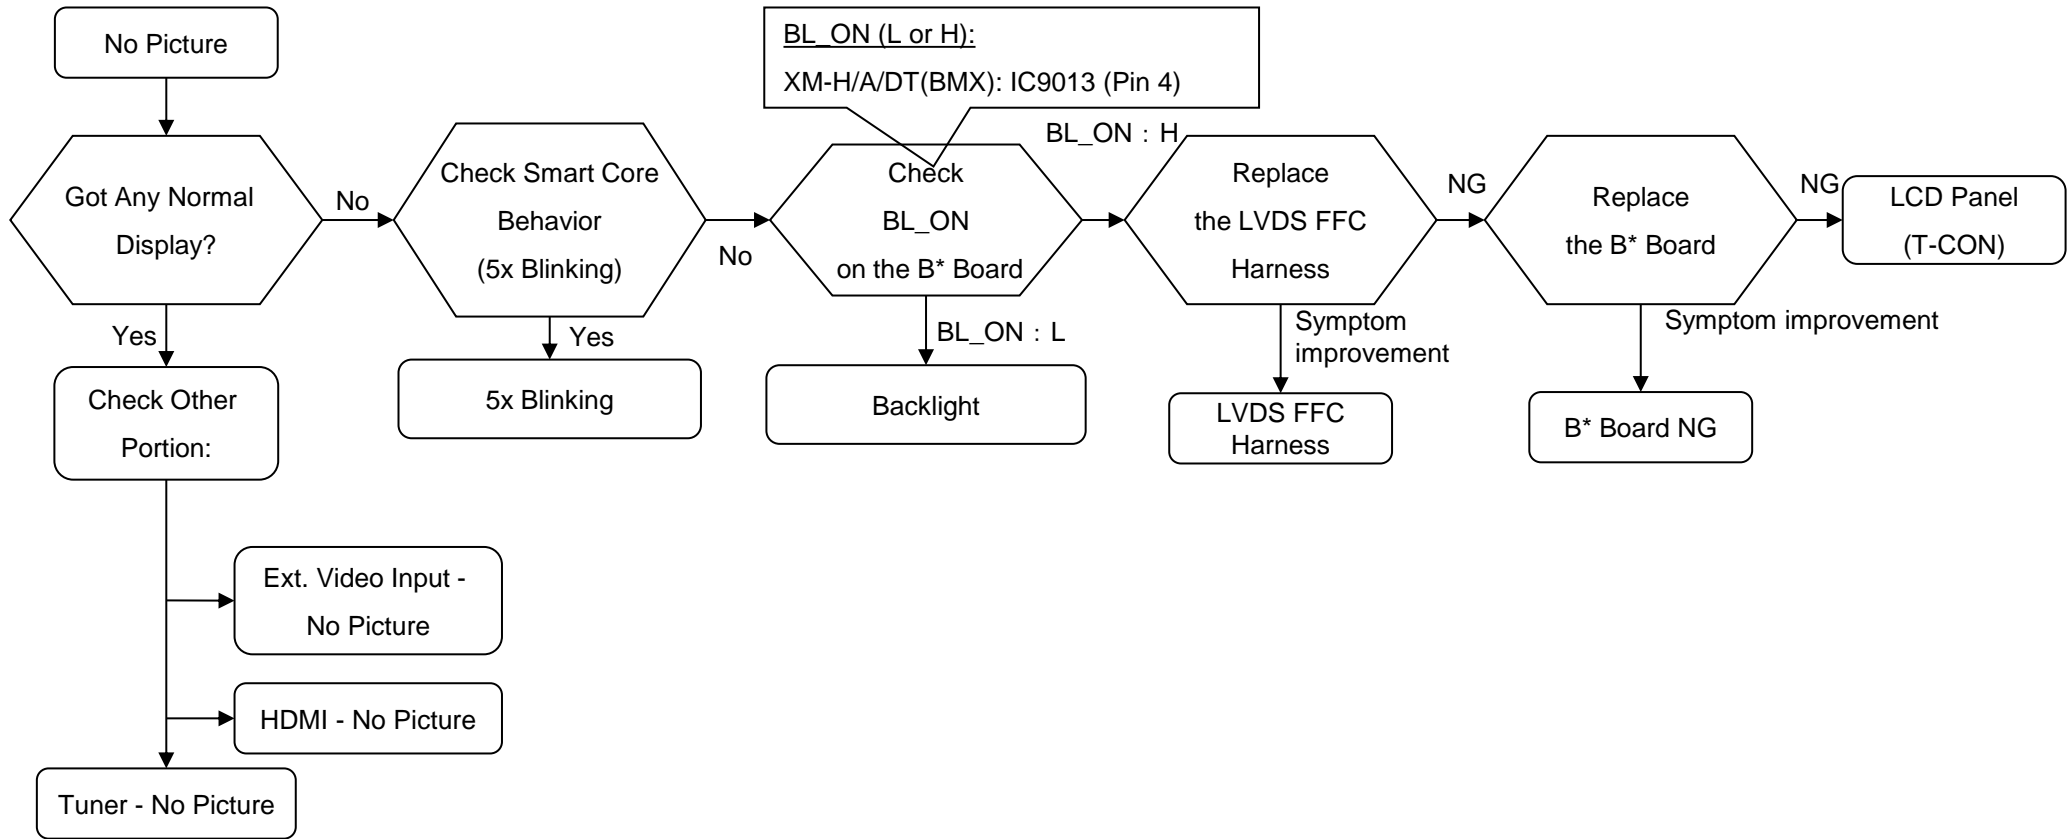 No Picture
BL_ON (L or H):
XM-H/A/DT(BMX): IC9013 (Pin 4)
Got Any Normal
Display?
No
Yes
Check Smart Core
Behavior
(5x Blinking)
No
Yes
5x Blinking
Check
BL_ON
on the B* Board
BL_ON : H
BL_ON : L
Backlight
Replace
the LVDS FFC
Harness
NG
Symptom
improvement
LVDS FFC
Harness
Replace
the B* Board
NG
Symptom improvement
B* Board NG
LCD Panel
(T-CON)
Check Other
Portion:
Ext. Video Input -
No Picture
HDMI - No Picture
Tuner - No Picture